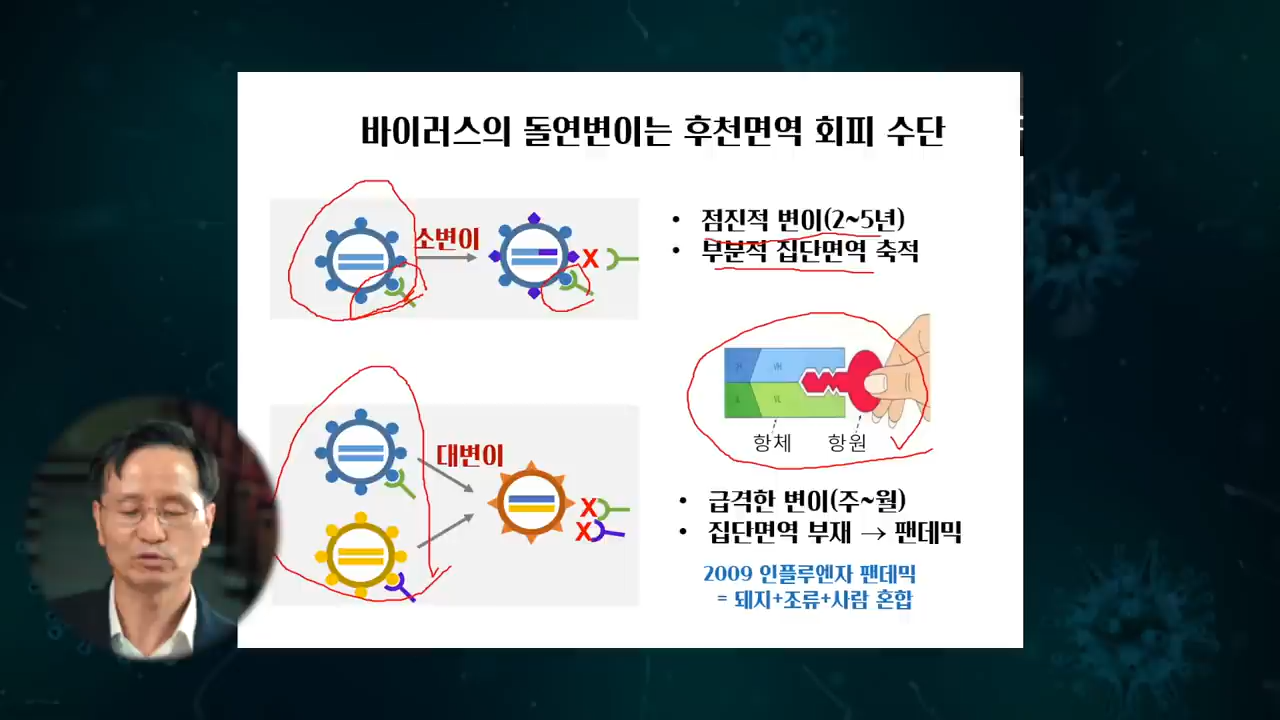 바이러스의 돌연변이는 후천면역 회피 수단
소변이
X
• 점진적 변이(2~5년)
• 부분적 집단면역 축적
VH
VL
항체 항원
대변이
X
X
• 급격한 변이(주~월)
• 집단면역 부재 → 팬데믹
2009 인플루엔자 팬데믹
= 돼지+조류+사람 혼합